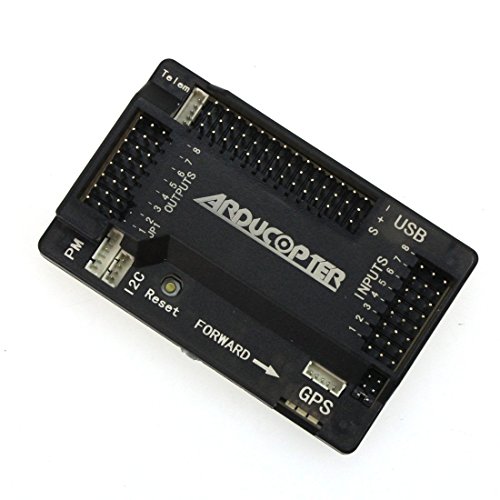 Telem
1 2 3 4 5 6 7 8
OUTPUTS
ARDUCOPTER
S + -
USB
INPUTS
1 2 3 4 5 6 7 8
PM
I2C
Reset
FORWARD
GPS